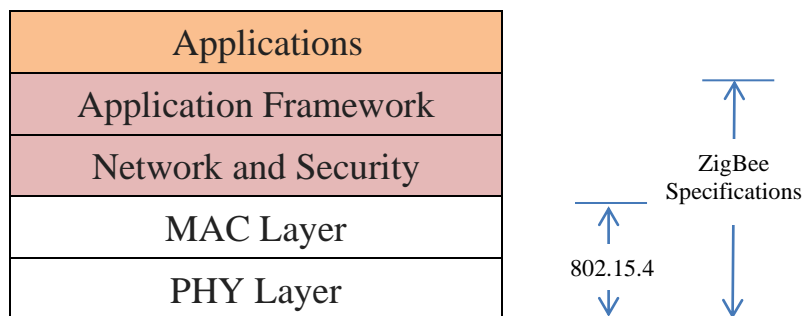 Applications
Application Framework
Network and Security
MAC Layer
PHY Layer
802.15.4
ZigBee
Specifications